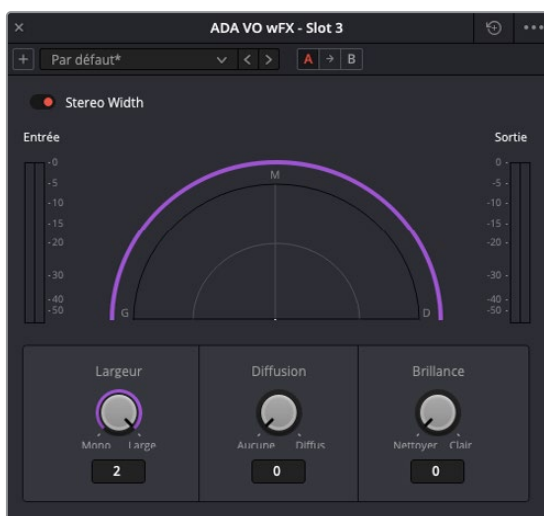 ADA VO wFX - Slot 3
Par défaut*
A
B
Stereo Width
Entrée
Sortie
-0
-5
-10
-15
-20
-30
-40
-50
M
G
D
0 -
-5 -
-10 -
-15 -
-20 -
-30 -
-40 -
-50 -
Largeur
Mono Large
2
Diffusion
Aucune Diffus
0
Brillance
Nettoyer Clair
0